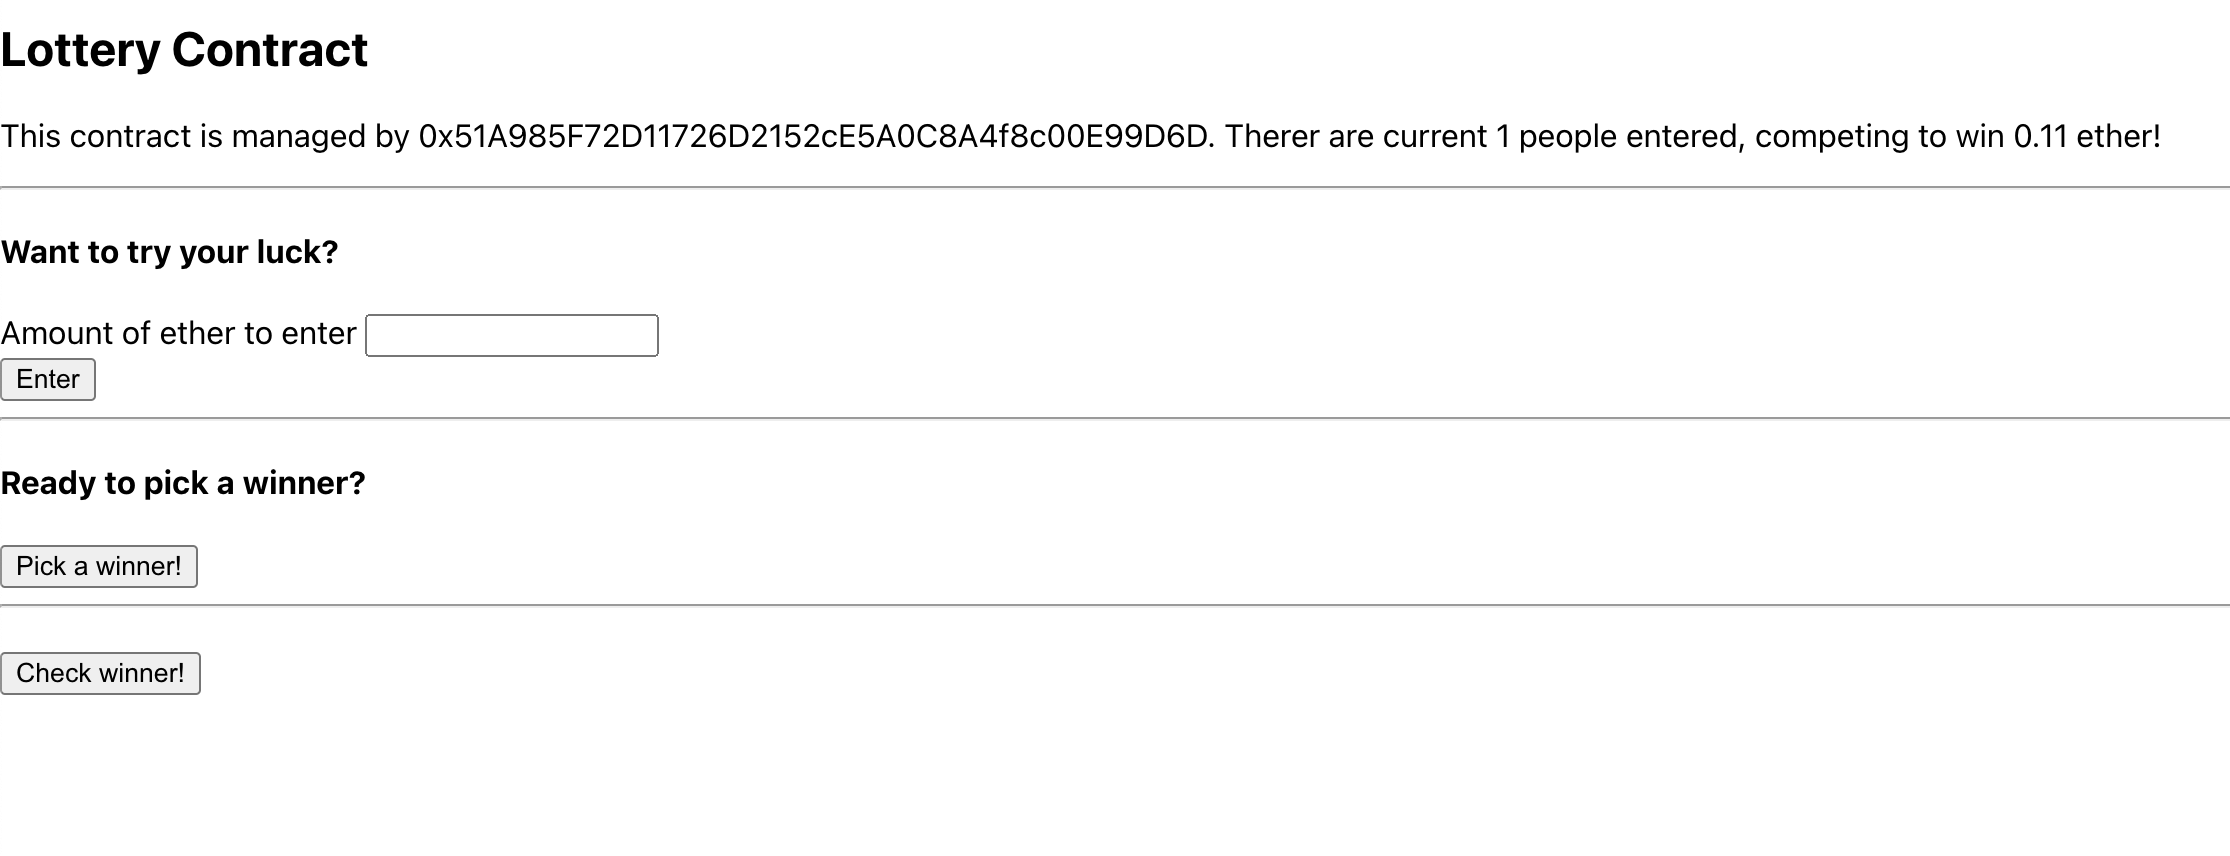 Lottery Contract
This contract is managed by 0x51A985F72D11726D2152cE5A0C8A4f8c00E99D6D. Therer are current 1 people entered, competing to win 0.11 ether!
Want to try your luck?
Amount of ether to enter
Enter
Ready to pick a winner?
Pick a winner!
Check winner!